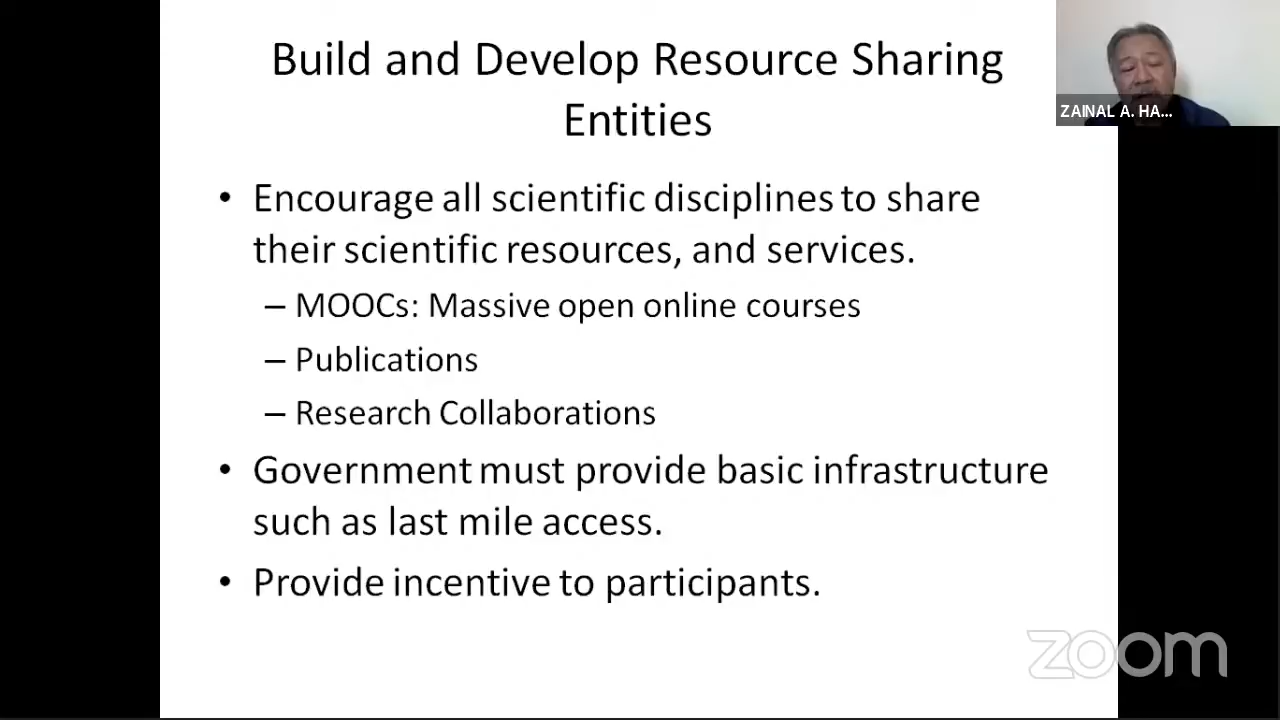 Build and Develop Resource Sharing
Entities
ZAINAL A. HA...
• Encourage all scientific disciplines to share
their scientific resources, and services.
– MOOCs: Massive open online courses
– Publications
– Research Collaborations
• Government must provide basic infrastructure
such as last mile access.
• Provide incentive to participants.
zoom